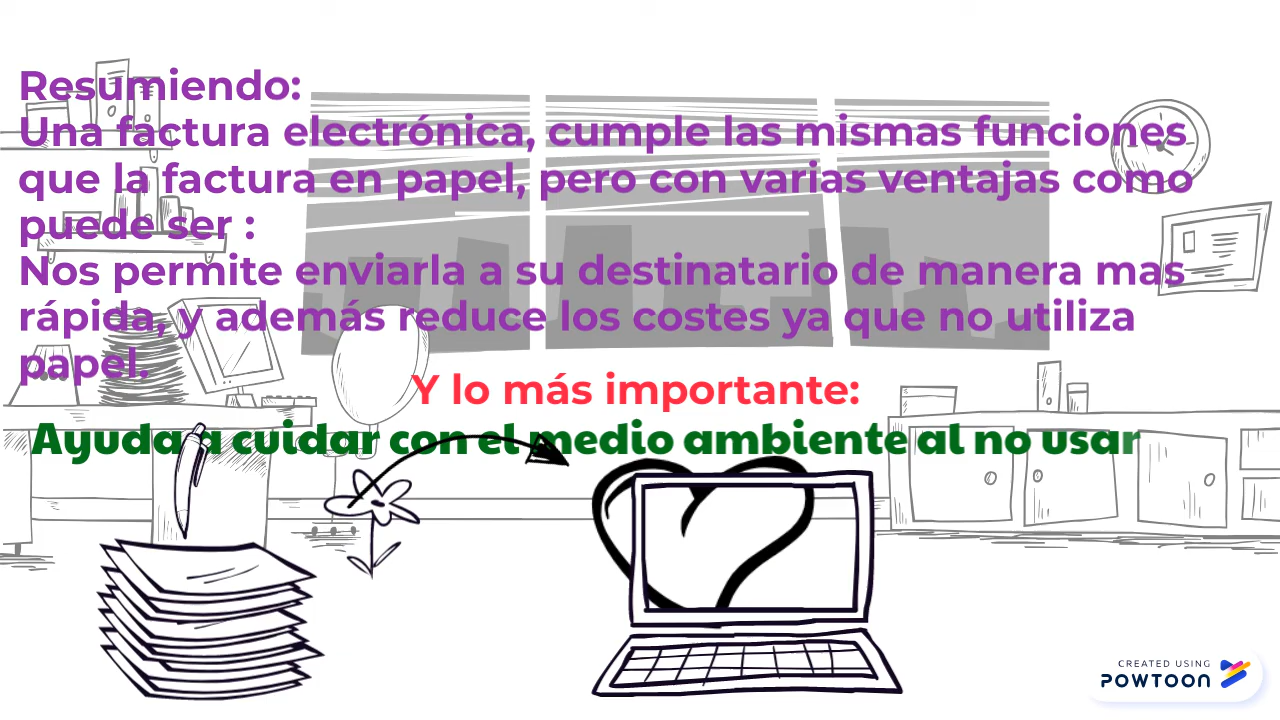 Resumiendo:
Una factura electrónica, cumple las mismas funciones
que la factura en papel, pero con varias ventajas como
puede ser :
Nos permite enviarla a su destinatario de manera mas
rápida, y además reduce los costes ya que no utiliza
papel.
Y lo más importante:
Ayuda a cuidar con el medio ambiente al no usar
CREATED USING
POWTOON